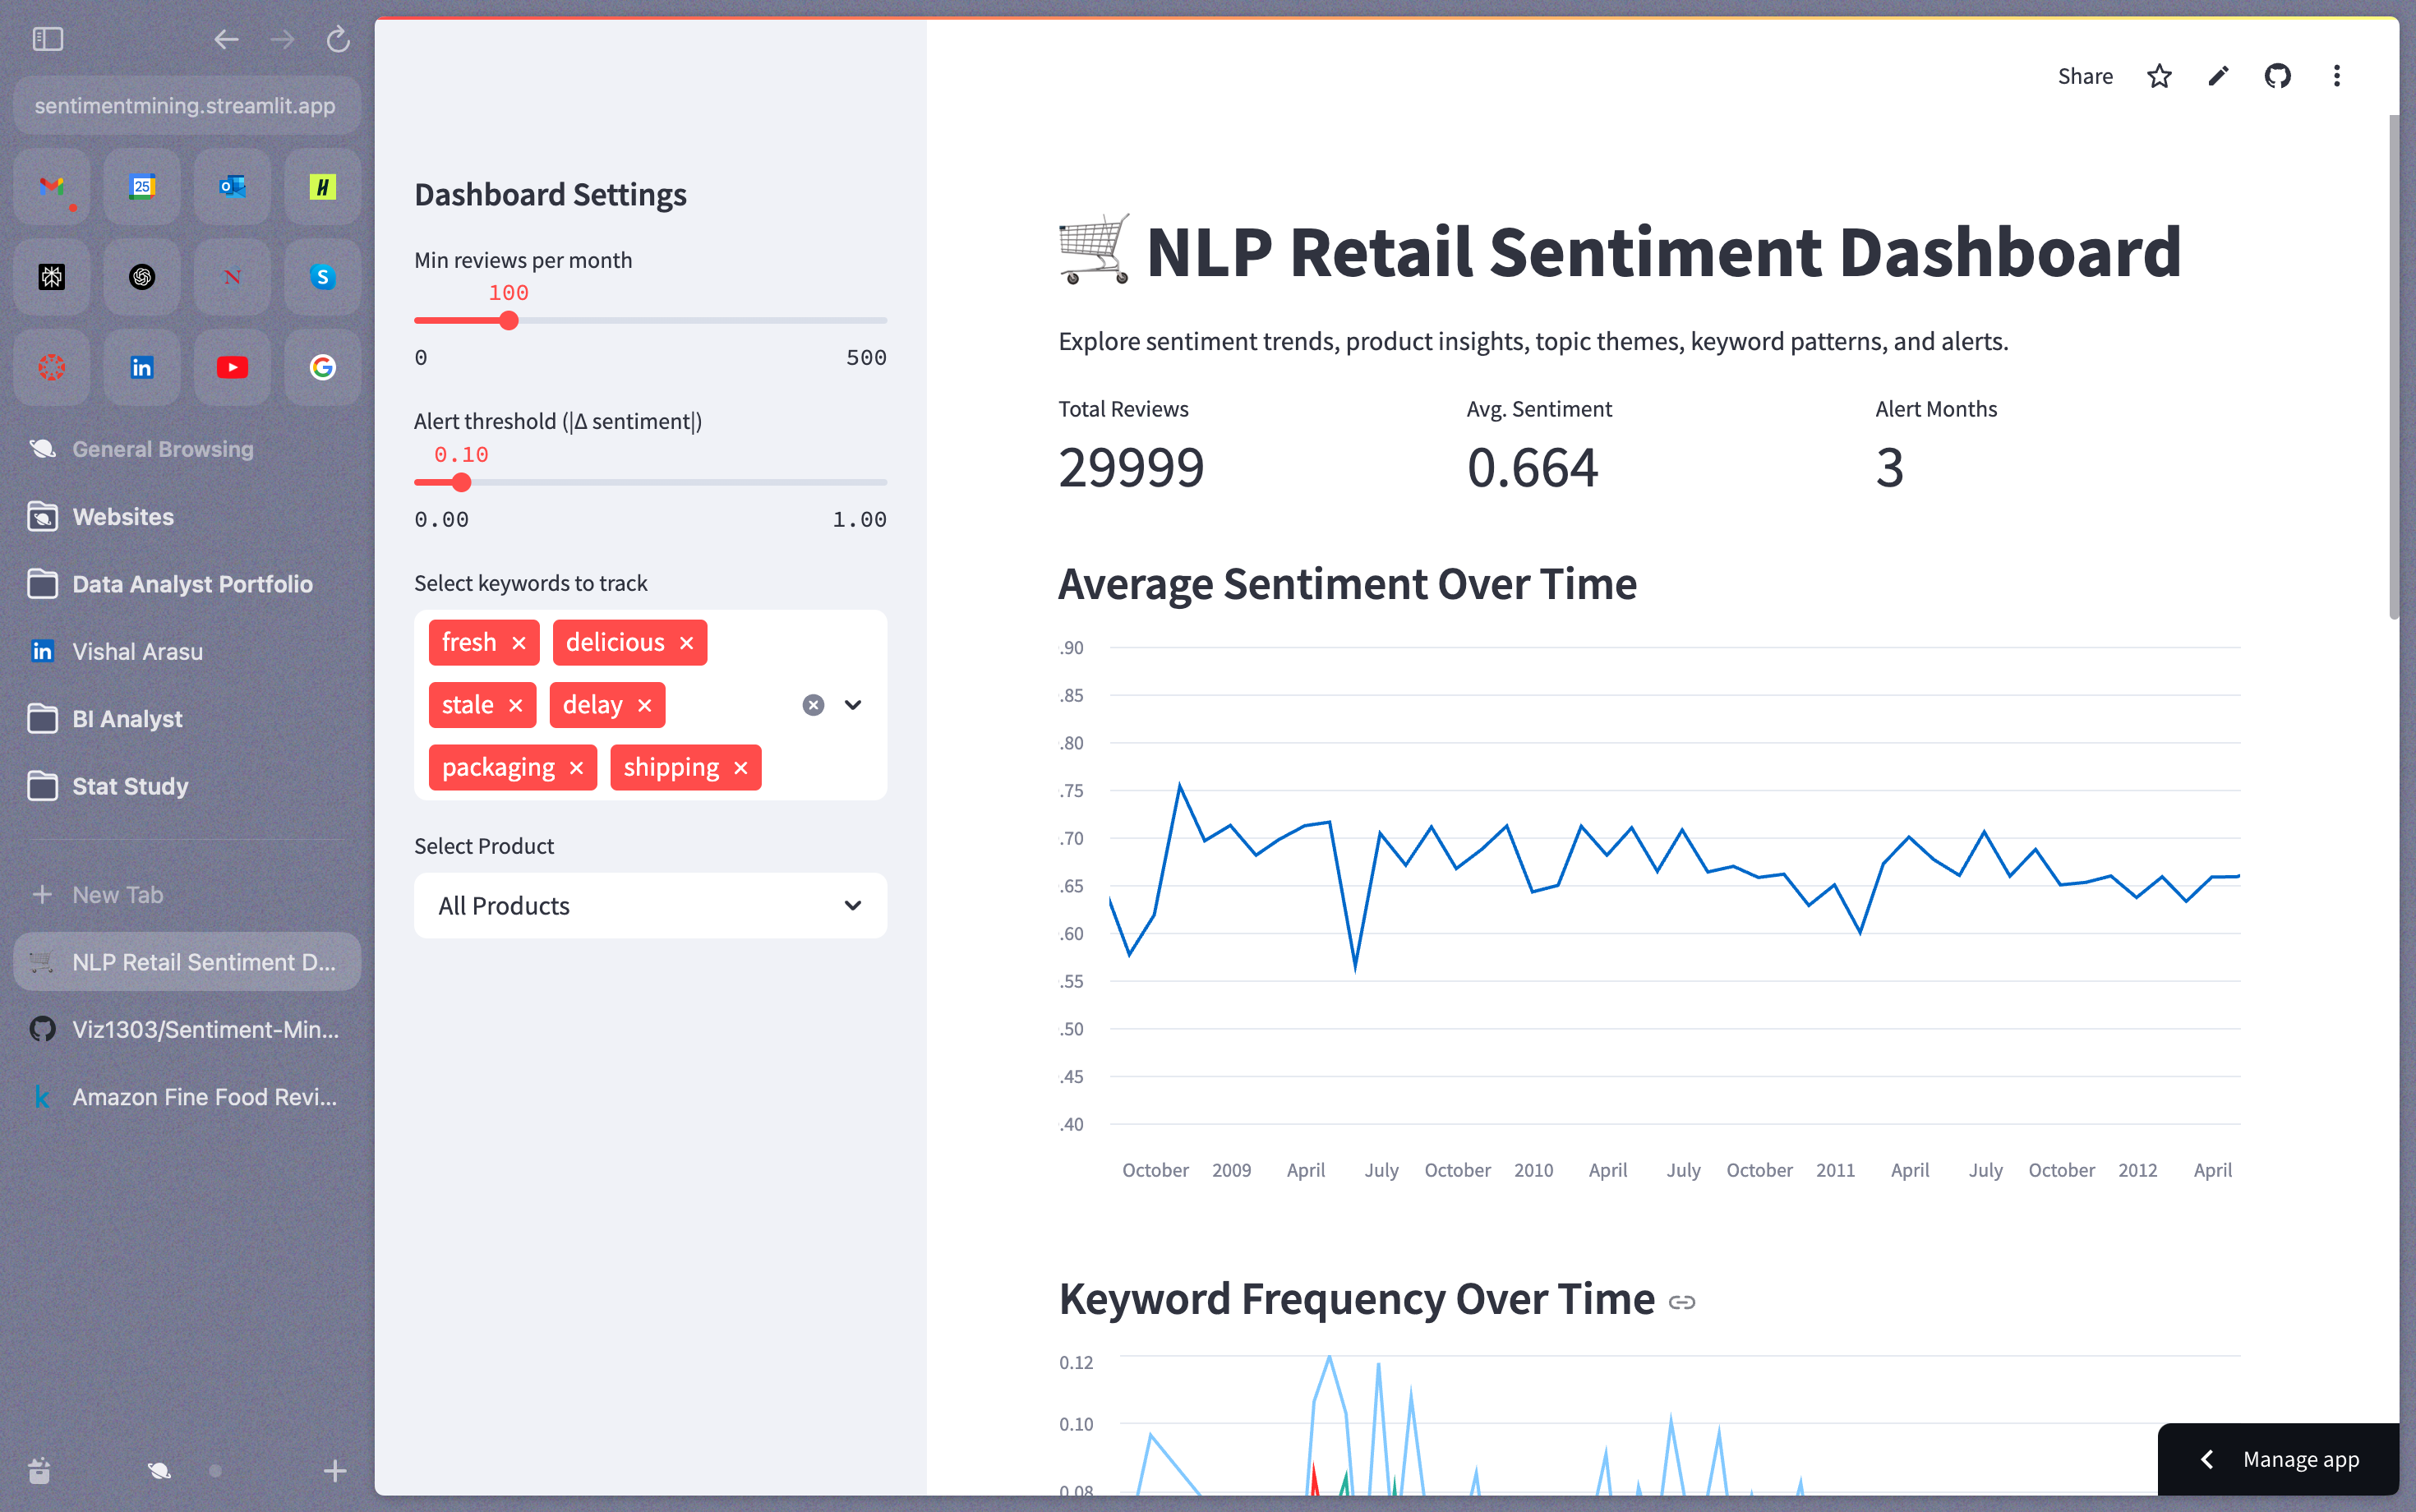 sentimentmining.streamlit.app
25
General Browsing
Websites
Data Analyst Portfolio
Vishal Arasu
BI Analyst
Stat Study
New Tab
NLP Retail Sentiment D...
Viz1303/Sentiment-Min...
Amazon Fine Food Revi...
Dashboard Settings
Min reviews per month
100
0 500
Alert threshold (|Δ sentiment|)
0.10
0.00 1.00
Select keywords to track
fresh delicious
stale delay
packaging shipping
Select Product
All Products
Share
NLP Retail Sentiment Dashboard
Explore sentiment trends, product insights, topic themes, keyword patterns, and alerts.
Total Reviews Avg. Sentiment Alert Months
29999 0.664 3
Average Sentiment Over Time
.90
.85
.80
.75
.70
.65
.60
.55
.50
.45
.40
October 2009 April July October 2010 April July October 2011 April July October 2012 April
Keyword Frequency Over Time
0.12
0.10
0.08
Manage app